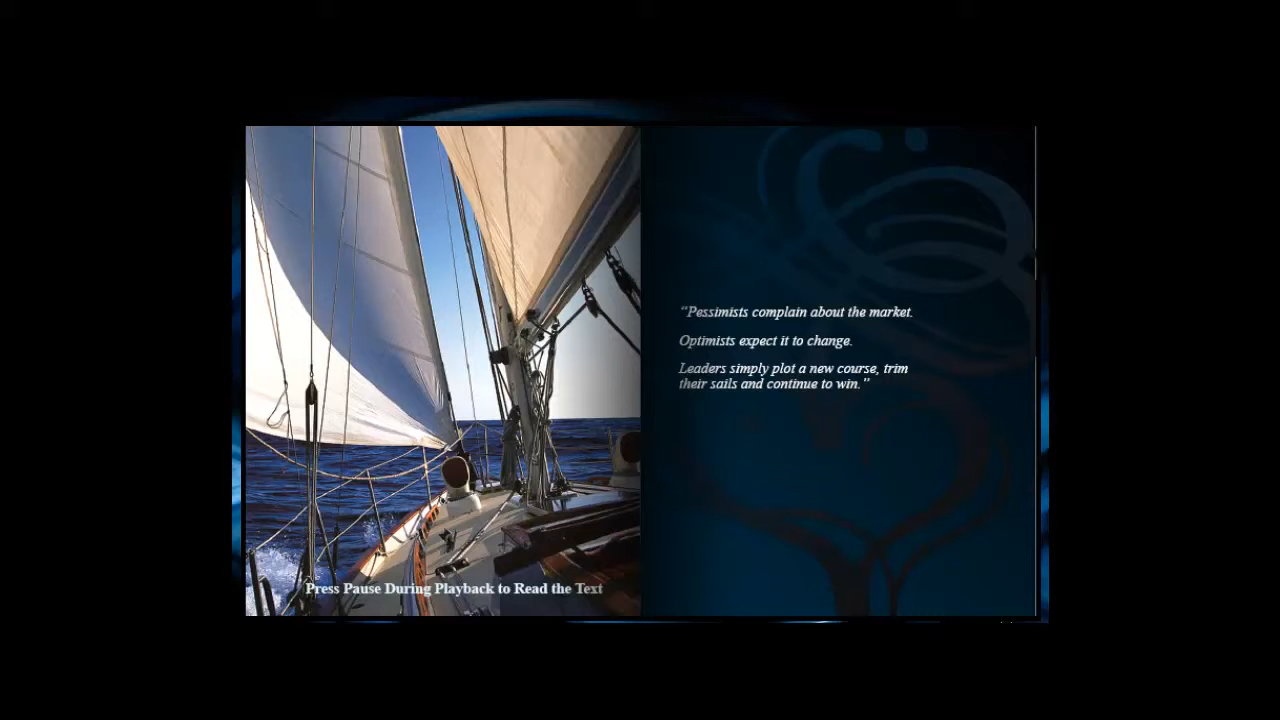 "Pessimists complain about the market.
Optimists expect it to change.
Leaders simply plot a new course, trim
their sails and continue to win."
Press Pause During Playback to Read the Text